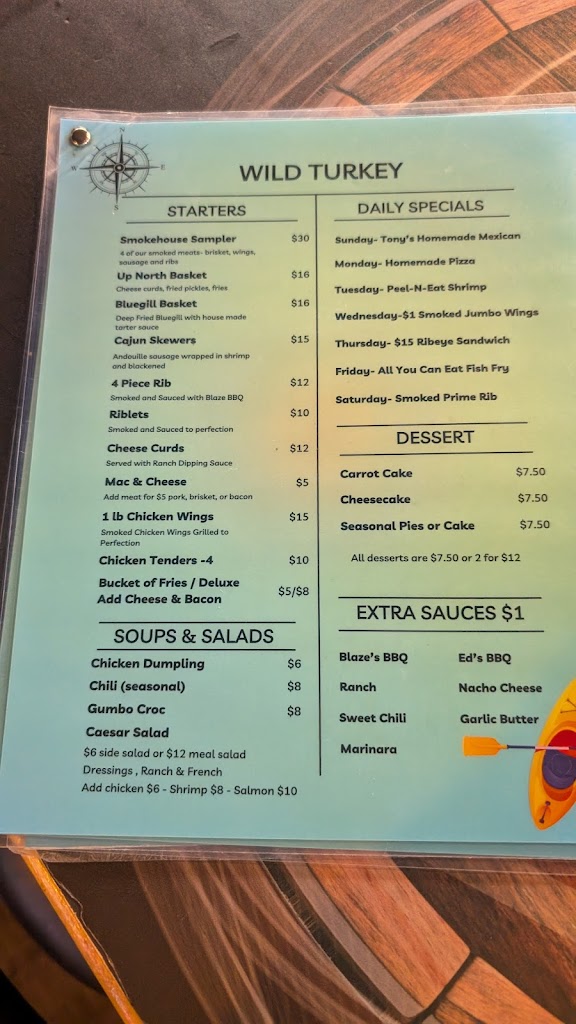 WILD TURKEY
STARTERS
Smokehouse Sampler $30
4 of our smoked meats- brisket, wings,
sausage and ribs
Up North Basket $16
Cheese curds, fried pickles, fries
Bluegill Basket $16
Deep Fried Bluegill with house made
tarter sauce
Cajun Skewers $15
Andouille sausage wrapped in shrimp
and blackened
4 Piece Rib $12
Smoked and Sauced with Blaze BBQ
Riblets $10
Smoked and Sauced to perfection
Cheese Curds $12
Served with Ranch Dipping Sauce
Mac & Cheese $5
Add meat for $5 pork, brisket, or bacon
1 lb Chicken Wings $15
Smoked Chicken Wings Grilled to
Perfection
Chicken Tenders -4 $10
Bucket of Fries / Deluxe
Add Cheese & Bacon $5/$8
SOUPS & SALADS
Chicken Dumpling $6
Chili (seasonal) $8
Gumbo Croc $8
Caesar Salad
$6 side salad or $12 meal salad
Dressings , Ranch & French
Add chicken $6 - Shrimp $8 - Salmon $10
DAILY SPECIALS
Sunday- Tony's Homemade Mexican
Monday- Homemade Pizza
Tuesday- Peel-N-Eat Shrimp
Wednesday-$1 Smoked Jumbo Wings
Thursday- $15 Ribeye Sandwich
Friday- All You Can Eat Fish Fry
Saturday- Smoked Prime Rib
DESSERT
Carrot Cake $7.50
Cheesecake $7.50
Seasonal Pies or Cake $7.50
All desserts are $7.50 or 2 for $12
EXTRA SAUCES $1
Blaze's BBQ Ed's BBQ
Ranch Nacho Cheese
Sweet Chili Garlic Butter
Marinara
N
E
S
W